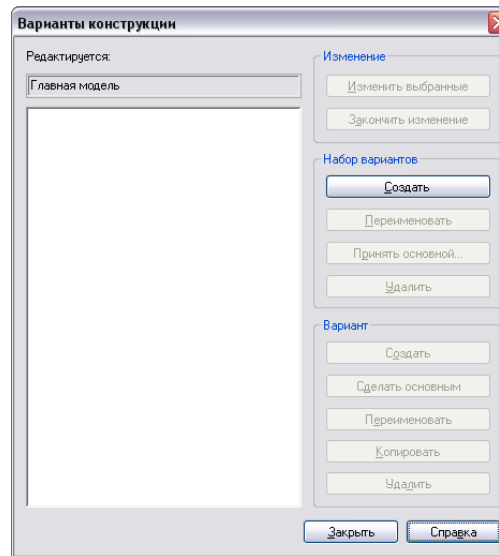 Варианты конструкции
Редактируется:
Главная модель
Изменение
Изменить выбранные
Закончить изменение
Набор вариантов
Создать
Переименовать
Принять основной...
Удалить
Вариант
Создать
Сделать основным
Переименовать
Копировать
Удалить
Закрыть
Справка